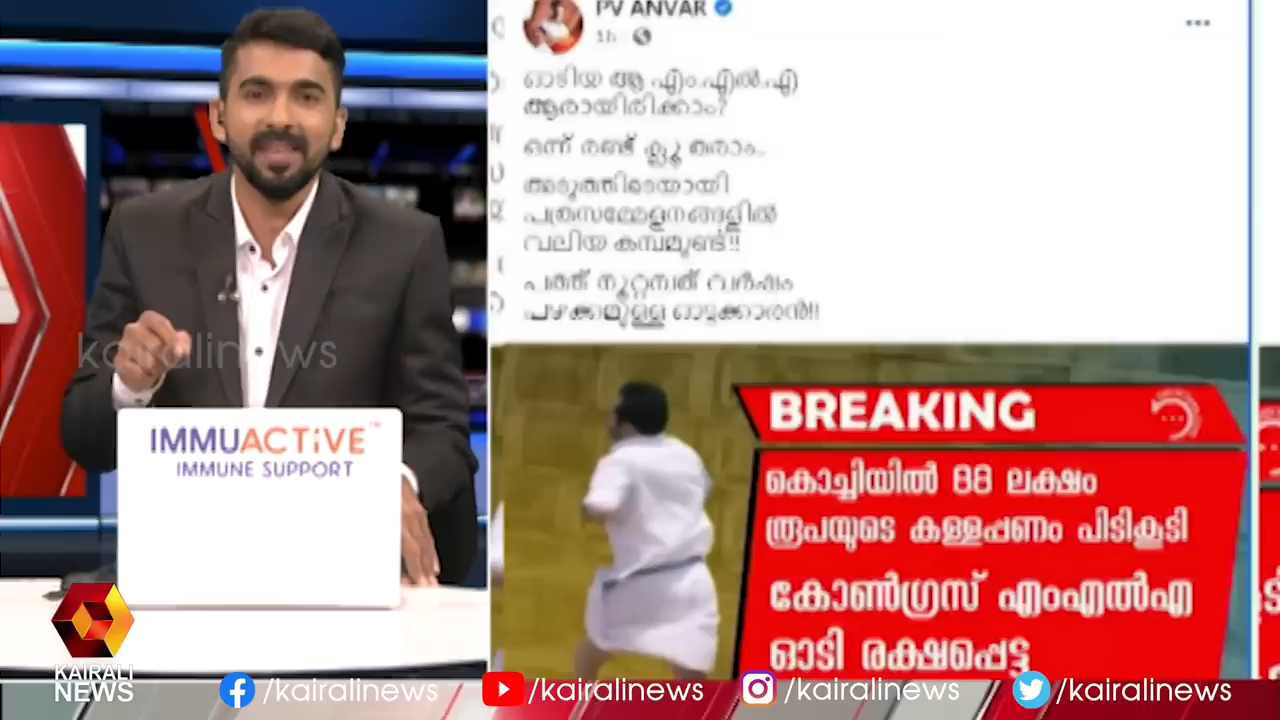 PV ANVAR
1h
ഓടിയ ആ എം.എൽ.എ
ആരായിരിക്കാം?
ഒന്ന് രണ്ട് ക്ലൂ തരാം..
അടുത്തിടെയായി
പത്രസമ്മേളനങ്ങളിൽ
വലിയ കമ്പമുണ്ട്!!
പത്ത് നൂറ്റമ്പത് വർഷം
പഴക്കമുള്ള ഓട്ടക്കാരൻ!!
kairalinews
IMMUACTiVE™
IMMUNE SUPPORT
BREAKING
കൊച്ചിയിൽ 88 ലക്ഷം
രൂപയുടെ കള്ളപ്പണം പിടികൂടി
കോൺഗ്രസ് എംഎൽഎ
ഓടി രക്ഷപ്പെട്ടു
KAIRALI
NEWS
/kairalinews /kairalinews /kairalinews /kairalinews